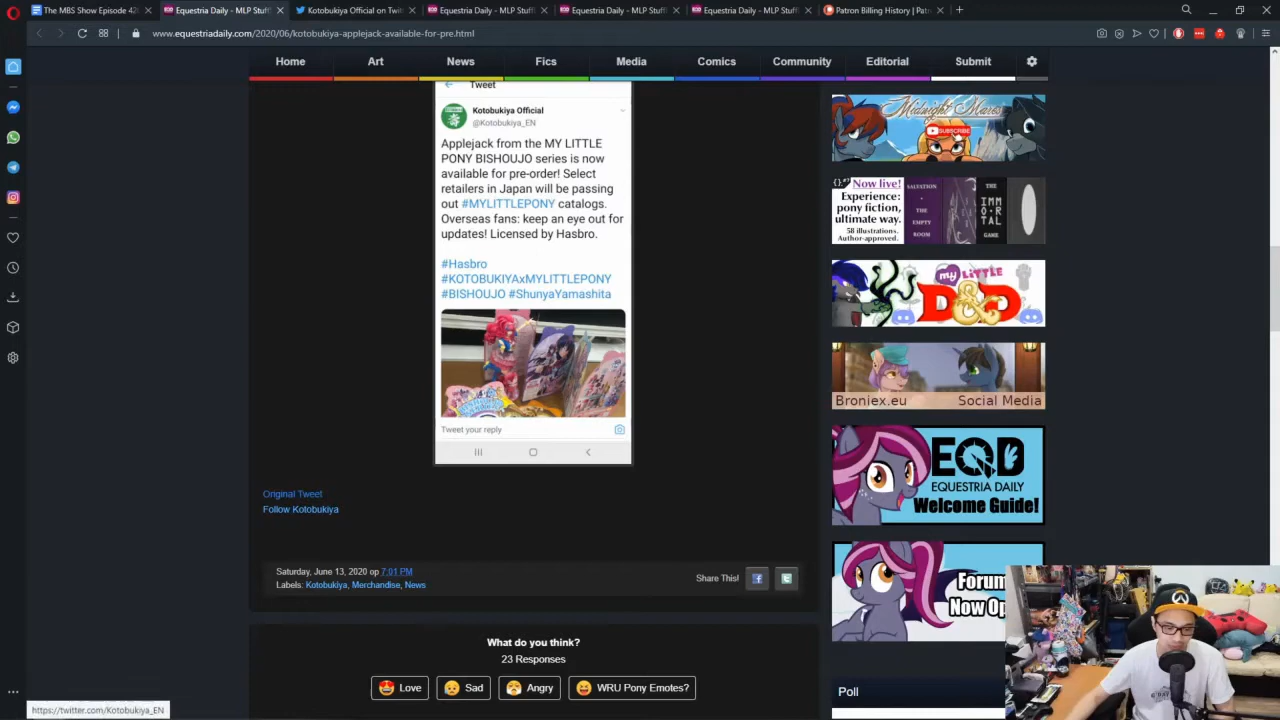 The MBS Show Episode 42
Equestria Daily - MLP Stuff
Kotobukiya Official on Twit
Equestria Daily - MLP Stuff
Equestria Daily - MLP Stuff
Equestria Daily - MLP Stuff
Patron Billing History | Patr
www.equestriadaily.com/2020/06/kotobukiya-applejack-available-for-pre.html
Home Art News Fics Media Comics Community Editorial Submit
Tweet
Kotobukiya Official
@Kotobukiya_EN
Applejack from the MY LITTLE
PONY BISHOUJO series is now
available for pre-order! Select
retailers in Japan will be passing
out #MYLITTLEPONY catalogs.
Overseas fans: keep an eye out for
updates! Licensed by Hasbro.
#Hasbro
#KOTOBUKIYAxMYLITTLEPONY
#BISHOUJO #ShunyaYamashita
Tweet your reply
Original Tweet
Follow Kotobukiya
Saturday, June 13, 2020 op 7:01 PM
Labels: Kotobukiya, Merchandise, News
Share This!
What do you think?
23 Responses
Love
Sad
Angry
WRU Pony Emotes?
Midnight Mares
SUBSCRIBE
Now live!
Experience:
pony fiction,
ultimate way.
58 illustrations.
Author-approved.
SALVATION
THE
EMPTY
ROOM
THE
IMM
OR
TAL
GAME
my LITTLE
D&D
Broniex.eu Social Media
EQD
EQUESTRIA DAILY
Welcome Guide!
Forum
Now Op
Poll
https://twitter.com/Kotobukiya_EN